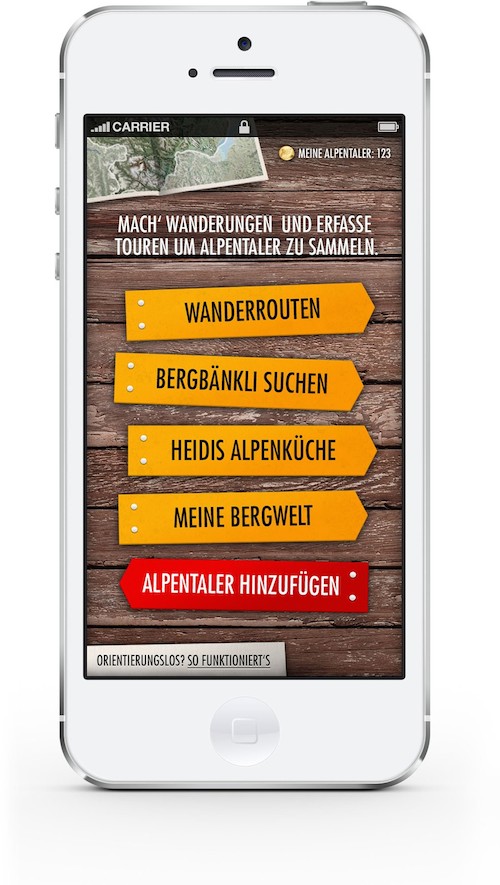 CARRIER
MEINE ALPENTALER: 123
MACH' WANDERUNGEN UND ERFASSE
TOUREN UM ALPENTALER ZU SAMMELN.
WANDERROUTEN
BERGBÄNKLI SUCHEN
HEIDIS ALPENKÜCHE
MEINE BERGWELT
ALPENTALER HINZUFÜGEN
ORIENTIERUNGSLOS? SO FUNKTIONIERT'S